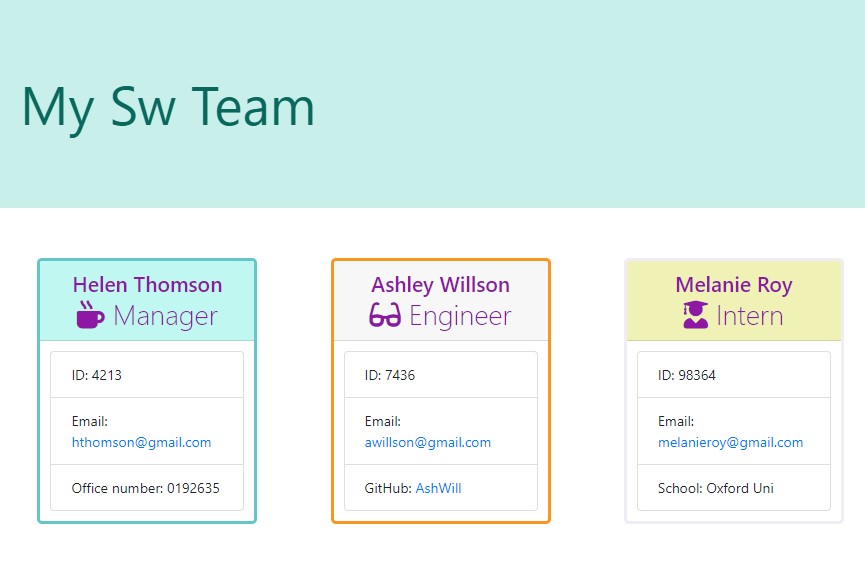 My Sw Team
Helen Thomson
Manager
ID: 4213
Email:
hthomson@gmail.com
Office number: 0192635
Ashley Willson
Engineer
ID: 7436
Email:
awillson@gmail.com
GitHub: AshWill
Melanie Roy
Intern
ID: 98364
Email:
melanieroy@gmail.com
School: Oxford Uni